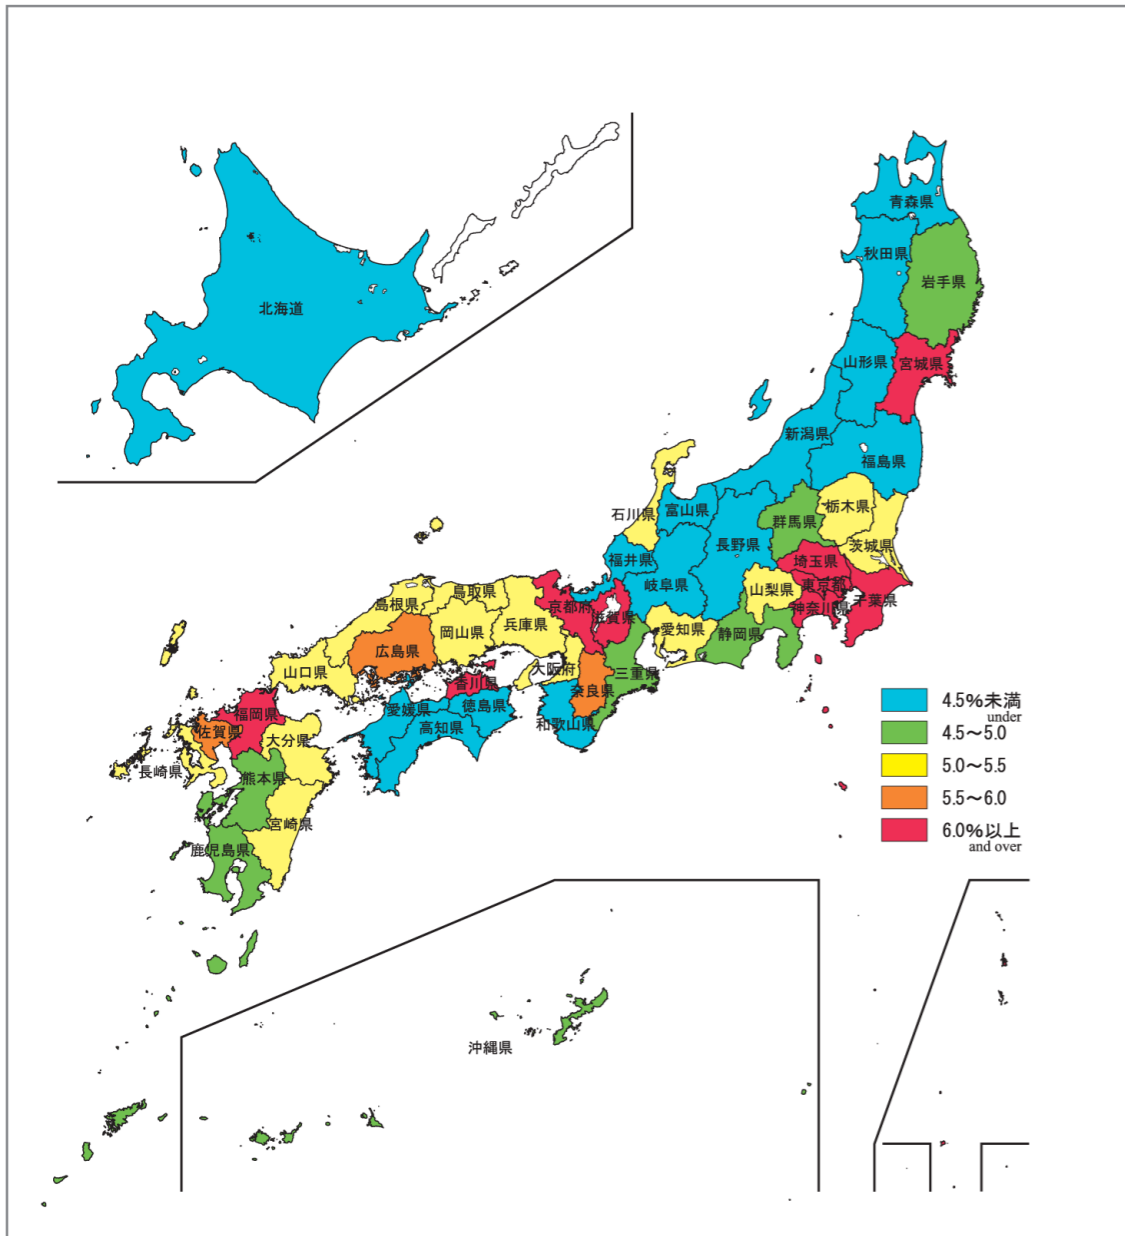 青森県
秋田県
岩手県
北海道
山形県
宮城県
新潟県
福島県
石川県
富山県
群馬県
栃木県
長野県
茨城県
福井県
埼玉県
岐阜県
山梨県
東京都
千葉県
神奈川県
鳥取県
島根県
京都府
滋賀県
兵庫県
岡山県
愛知県
静岡県
広島県
大阪府
三重県
山口県
香川県
奈良県
福岡県
愛媛県
徳島県
和歌山県
佐賀県
高知県
大分県
長崎県
熊本県
宮崎県
鹿児島県
沖縄県
4.5%未満
under
4.5～5.0
5.0～5.5
5.5～6.0
6.0%以上
and over